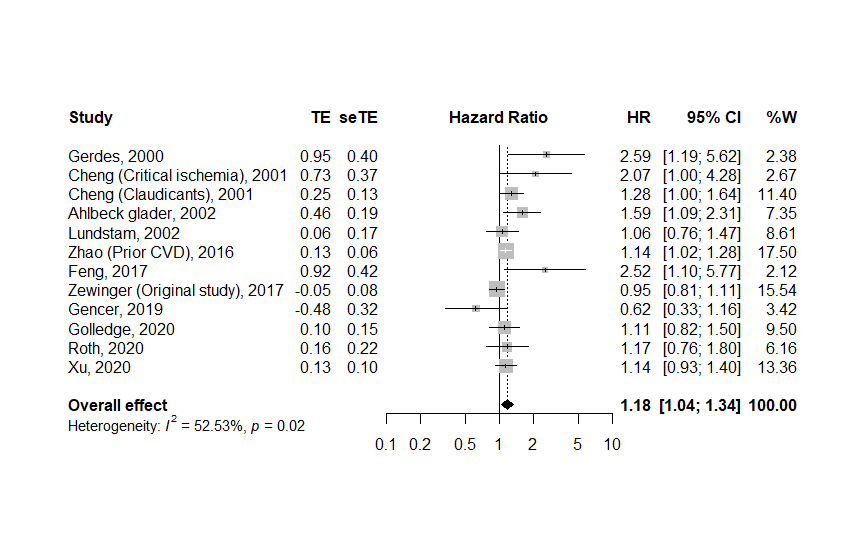 Study TE seTE Hazard Ratio HR 95% CI %W
Gerdes, 2000 0.95 0.40 2.59 [1.19; 5.62] 2.38
Cheng (Critical ischemia), 2001 0.73 0.37 2.07 [1.00; 4.28] 2.67
Cheng (Claudicants), 2001 0.25 0.13 1.28 [1.00; 1.64] 11.40
Ahlbeck glader, 2002 0.46 0.19 1.59 [1.09; 2.31] 7.35
Lundstam, 2002 0.06 0.17 1.06 [0.76; 1.47] 8.61
Zhao (Prior CVD), 2016 0.13 0.06 1.14 [1.02; 1.28] 17.50
Feng, 2017 0.92 0.42 2.52 [1.10; 5.77] 2.12
Zewinger (Original study), 2017 -0.05 0.08 0.95 [0.81; 1.11] 15.54
Gencer, 2019 -0.48 0.32 0.62 [0.33; 1.16] 3.42
Golledge, 2020 0.10 0.15 1.11 [0.82; 1.50] 9.50
Roth, 2020 0.16 0.22 1.17 [0.76; 1.80] 6.16
Xu, 2020 0.13 0.10 1.14 [0.93; 1.40] 13.36
Overall effect 1.18 [1.04; 1.34] 100.00
Heterogeneity: I² = 52.53%, p = 0.02
0.1 0.2 0.5 1 2 5 10